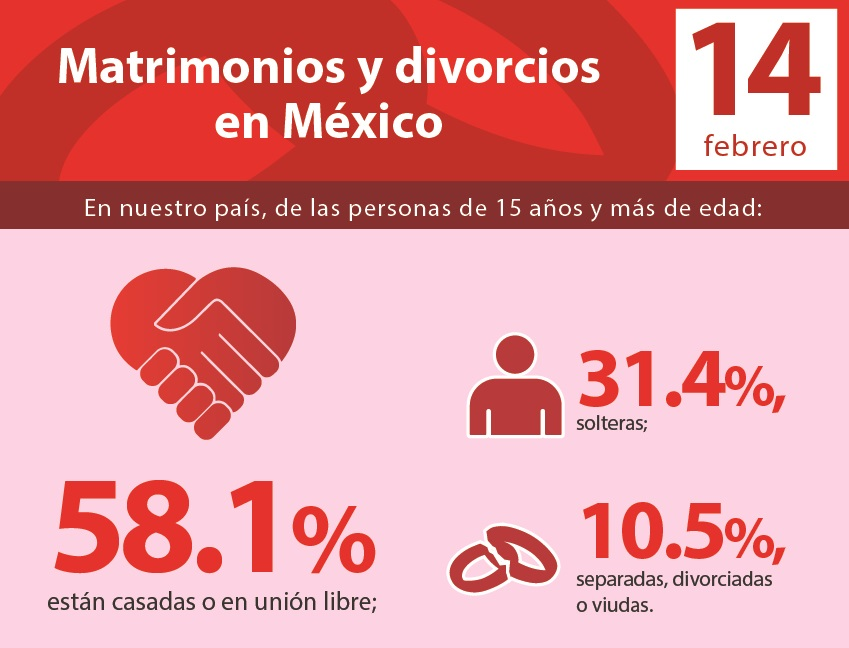 Matrimonios y divorcios
en México
14
febrero
En nuestro país, de las personas de 15 años y más de edad:
58.1%
están casadas o en unión libre;
31.4%,
solteras;
10.5%,
separadas, divorciadas
o viudas.